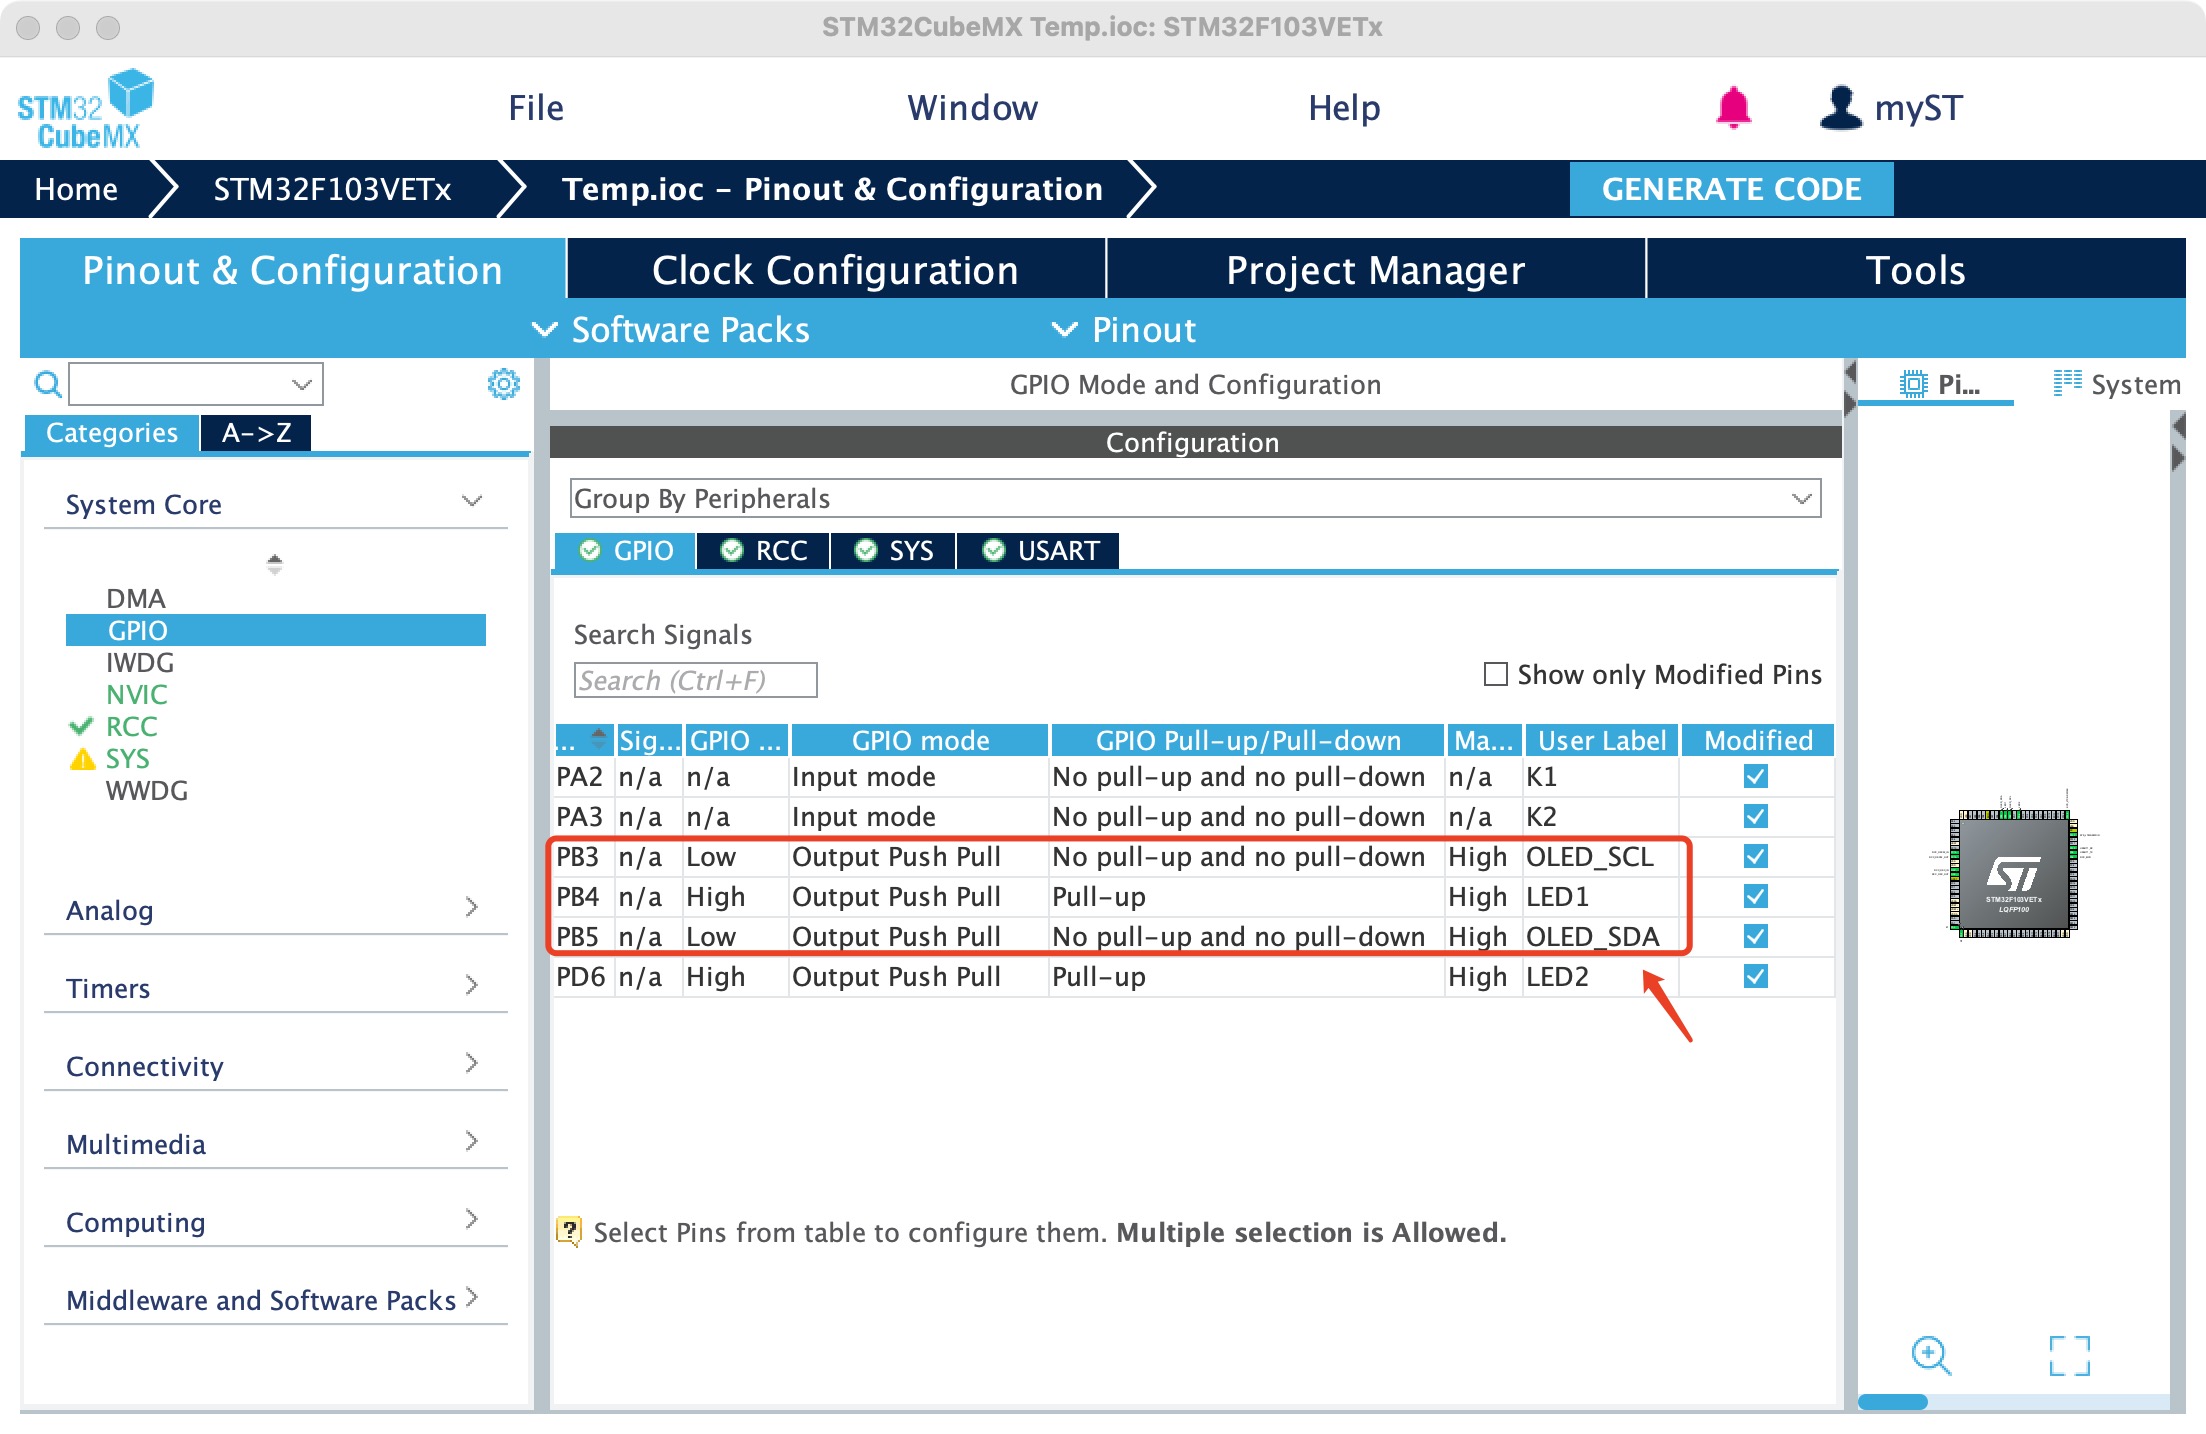 STM32CubeMX Temp.ioc: STM32F103VETx
STM32
CubeMX
File
Window
Help
myST
Home
STM32F103VETx
Temp.ioc – Pinout & Configuration
GENERATE CODE
Pinout & Configuration
Clock Configuration
Project Manager
Tools
Software Packs
Pinout
Categories
A->Z
System Core
DMA
GPIO
IWDG
NVIC
RCC
SYS
WWDG
Analog
Timers
Connectivity
Multimedia
Computing
Middleware and Software Packs
GPIO Mode and Configuration
Configuration
Group By Peripherals
GPIO
RCC
SYS
USART
Search Signals
Search (Ctrl+F)
Show only Modified Pins
... Sig... GPIO ... GPIO mode GPIO Pull-up/Pull-down Ma... User Label Modified
PA2 n/a n/a Input mode No pull-up and no pull-down n/a K1
PA3 n/a n/a Input mode No pull-up and no pull-down n/a K2
PB3 n/a Low Output Push Pull No pull-up and no pull-down High OLED_SCL
PB4 n/a High Output Push Pull Pull-up High LED1
PB5 n/a Low Output Push Pull No pull-up and no pull-down High OLED_SDA
PD6 n/a High Output Push Pull Pull-up High LED2
Select Pins from table to configure them. Multiple selection is Allowed.
Pi...
System
STM32F103VETx
LQFP100